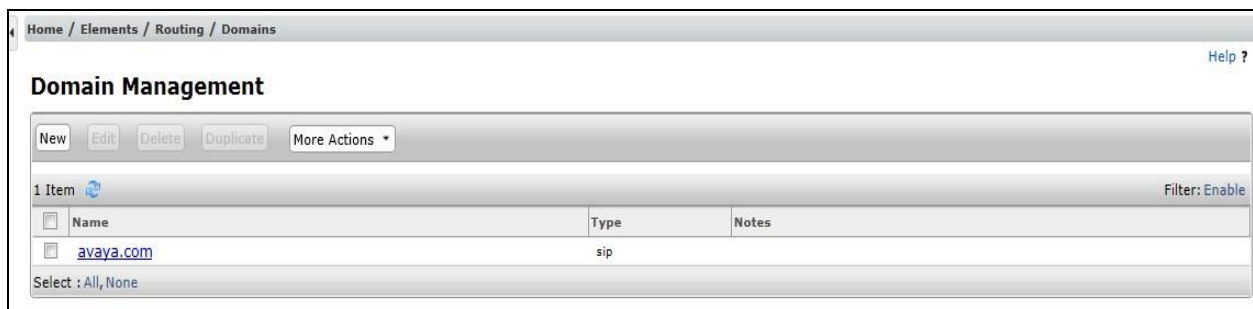 Home / Elements / Routing / Domains
Help ?
Domain Management
New Edit Delete Duplicate More Actions
1 Item Filter: Enable
Name Type Notes
avaya.com sip
Select : All, None